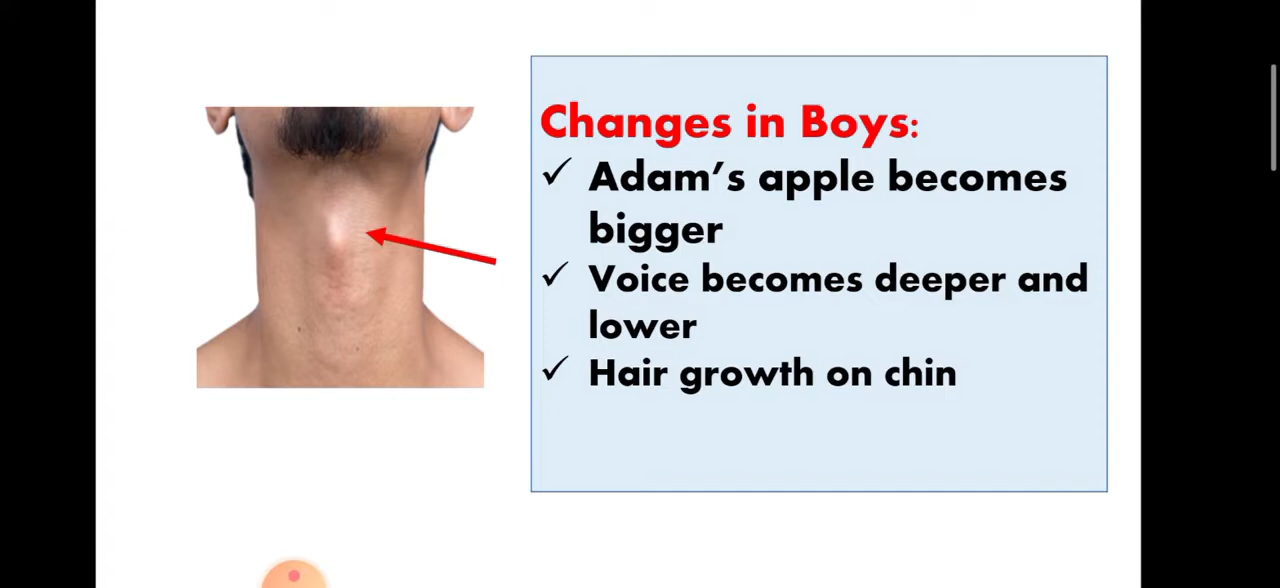 Changes in Boys:
✓ Adam's apple becomes
bigger
✓ Voice becomes deeper and
lower
✓ Hair growth on chin